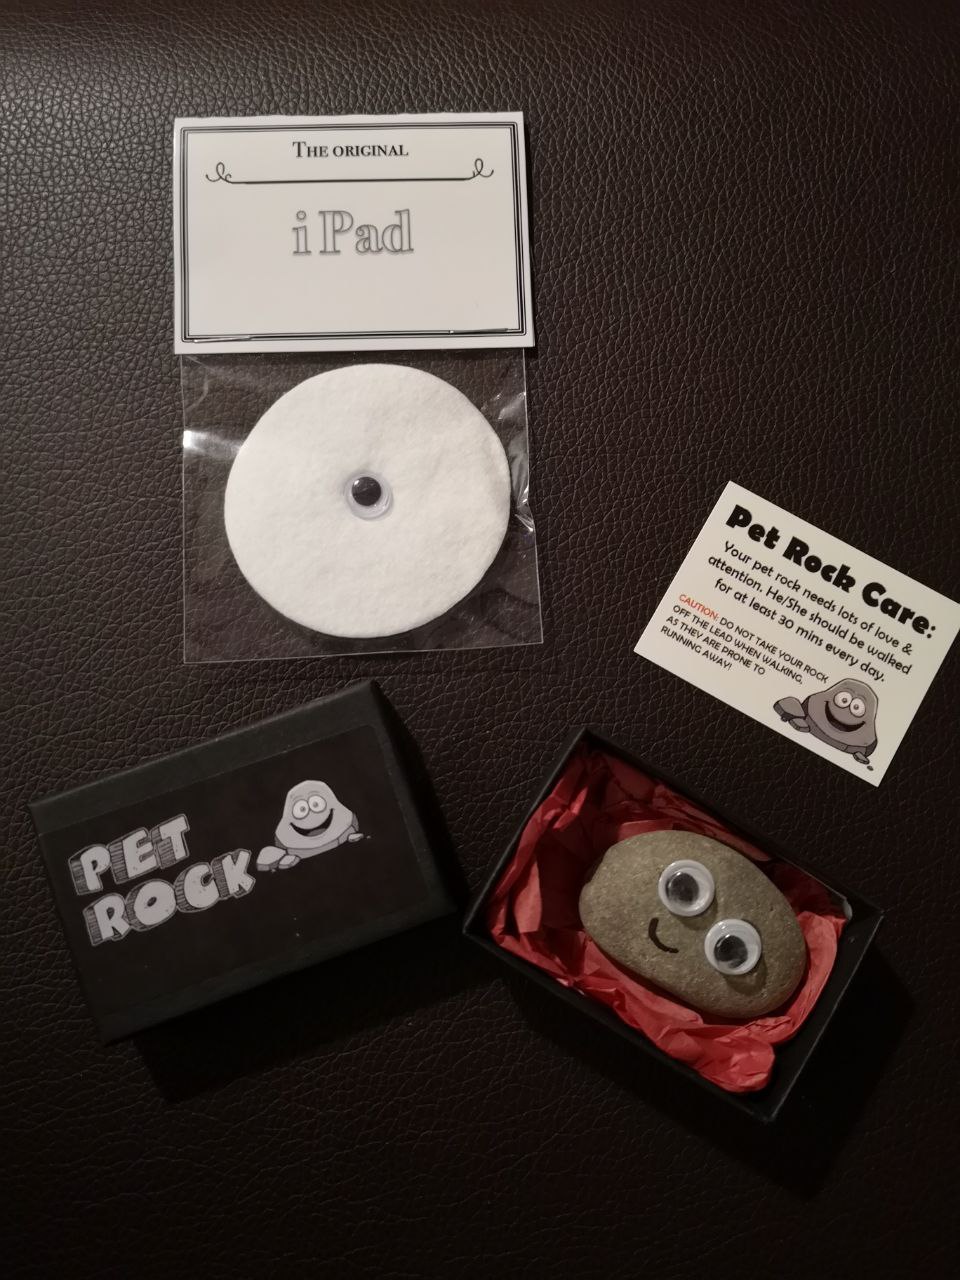 THE ORIGINAL
i Pad
Pet Rock Care:
Your pet rock needs lots of love &
attention. He/She should be walked
for at least 30 mins every day.
CAUTION: DO NOT TAKE YOUR ROCK
OFF THE LEAD WHEN WALKING,
AS THEY ARE PRONE TO
RUNNING AWAY!
PET
ROCK